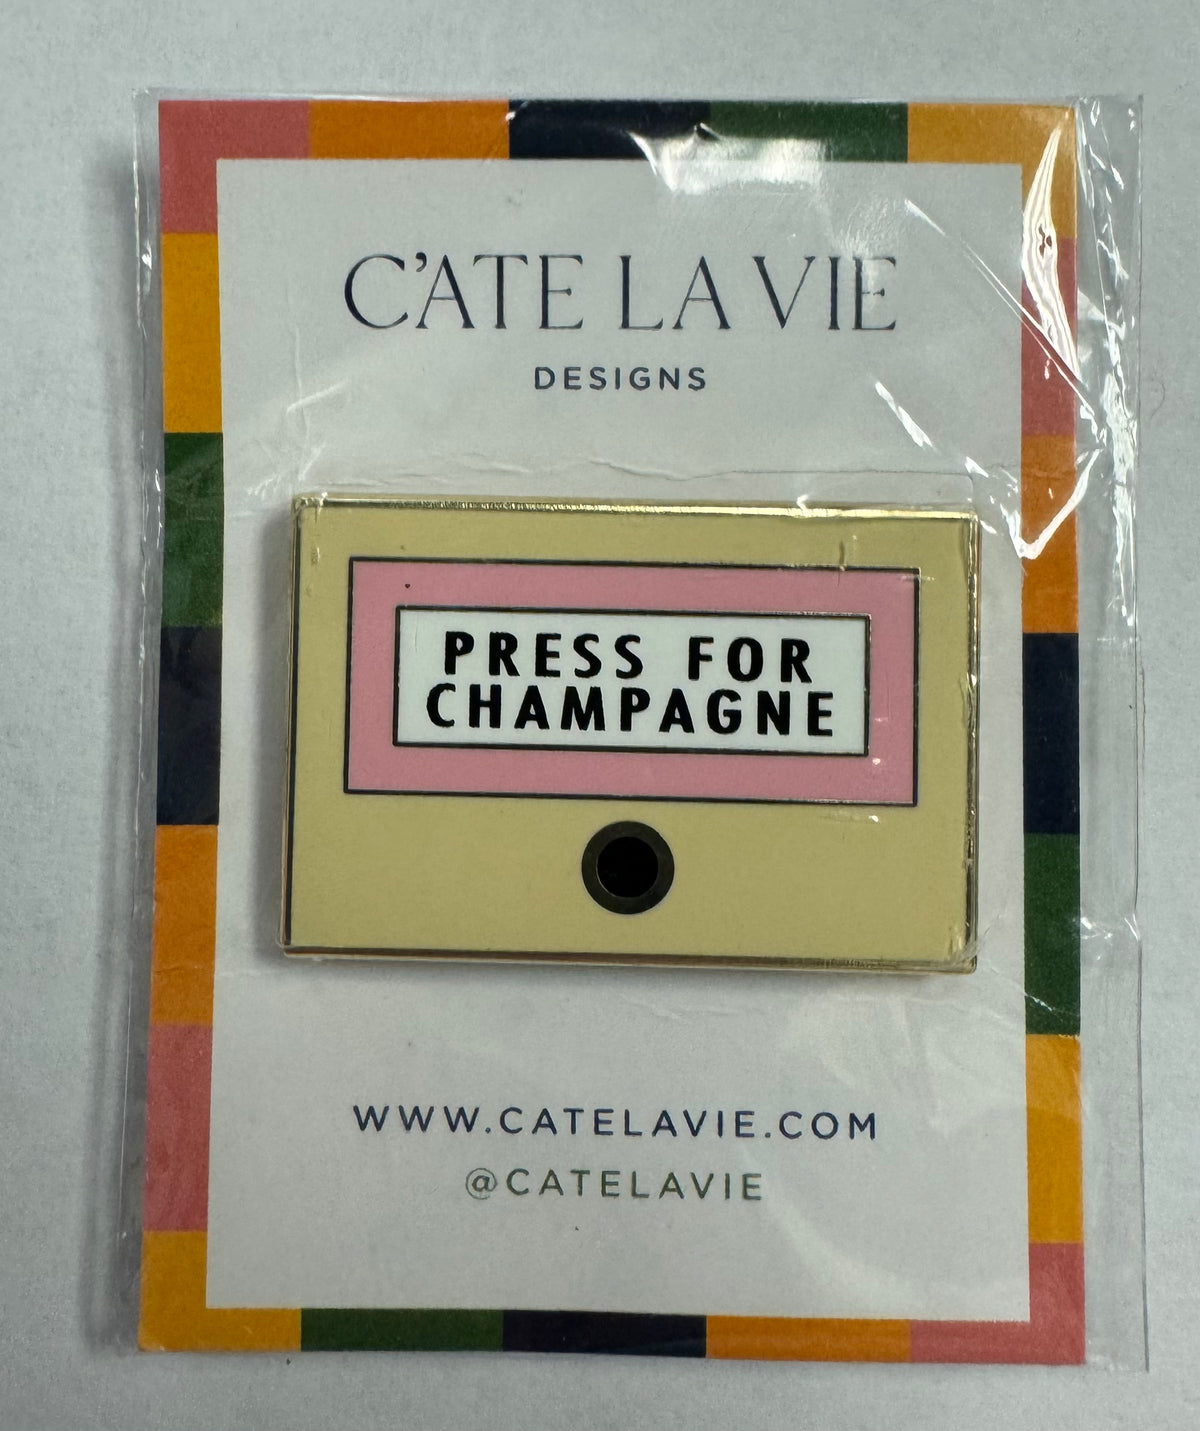 C'ATE LA VIE
DESIGNS
PRESS FOR
CHAMPAGNE
WWW.CATELAVIE.COM
@CATELAVIE